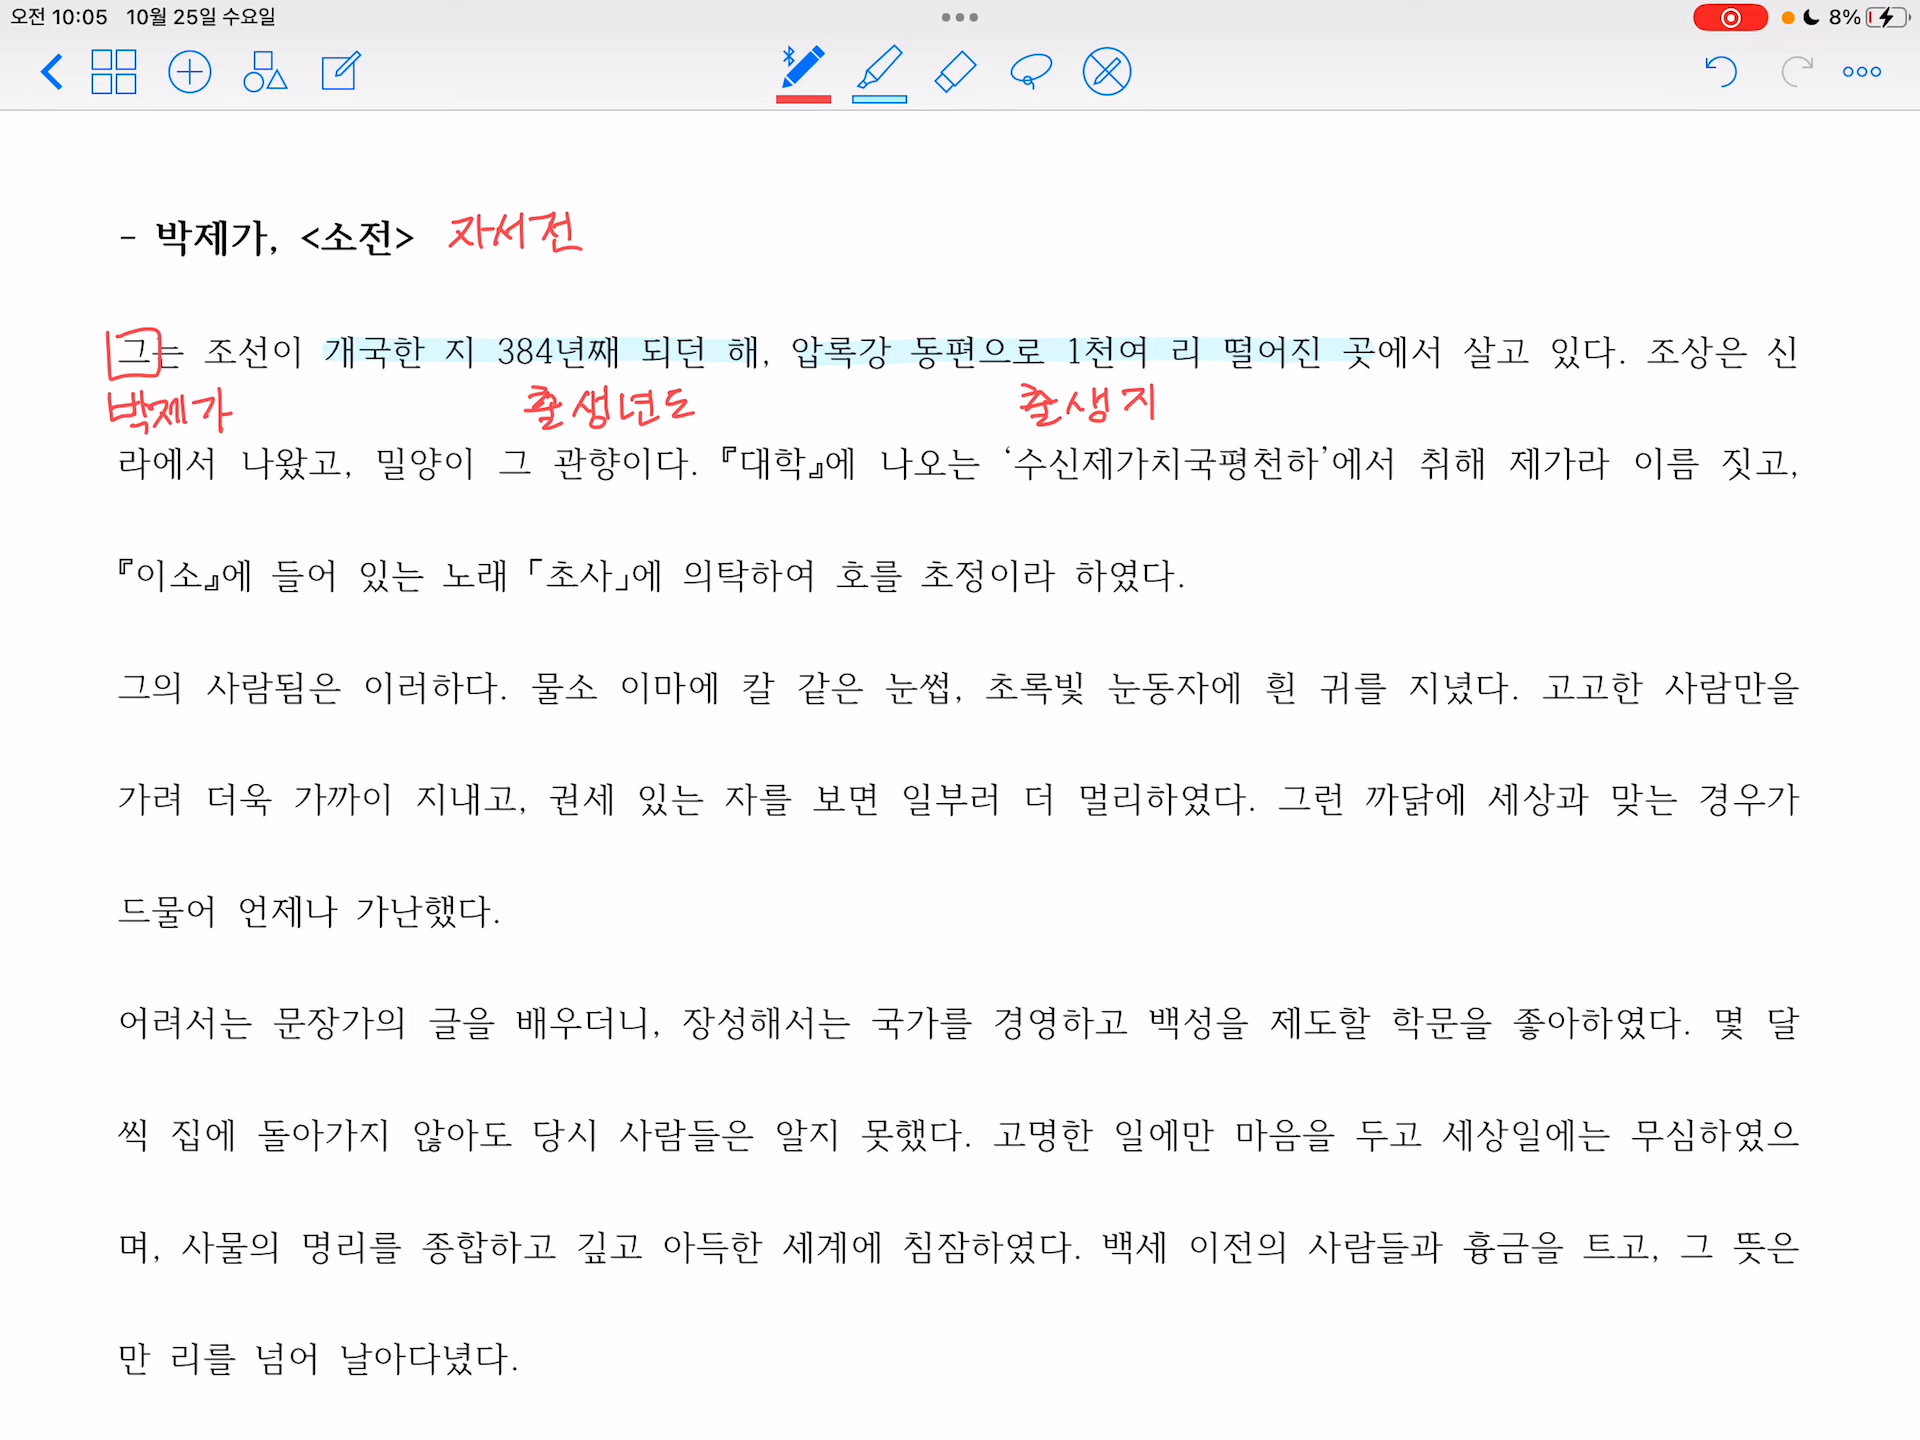 오전 10:05 10월 25일 수요일
8%
- 박제가, <소전> 자서전
그는 조선이 개국한 지 384년째 되던 해, 압록강 동편으로 1천여 리 떨어진 곳에서 살고 있다. 조상은 신
박제가 출생년도 출생지
라에서 나왔고, 밀양이 그 관향이다. 『대학』에 나오는 ‘수신제가치국평천하’에서 취해 제가라 이름 짓고,
『이소』에 들어 있는 노래 「초사」에 의탁하여 호를 초정이라 하였다.
그의 사람됨은 이러하다. 물소 이마에 칼 같은 눈썹, 초록빛 눈동자에 흰 귀를 지녔다. 고고한 사람만을
가려 더욱 가까이 지내고, 권세 있는 자를 보면 일부러 더 멀리하였다. 그런 까닭에 세상과 맞는 경우가
드물어 언제나 가난했다.
어려서는 문장가의 글을 배우더니, 장성해서는 국가를 경영하고 백성을 제도할 학문을 좋아하였다. 몇 달
씩 집에 돌아가지 않아도 당시 사람들은 알지 못했다. 고명한 일에만 마음을 두고 세상일에는 무심하였으
며, 사물의 명리를 종합하고 깊고 아득한 세계에 침잠하였다. 백세 이전의 사람들과 흉금을 트고, 그 뜻은
만 리를 넘어 날아다녔다.